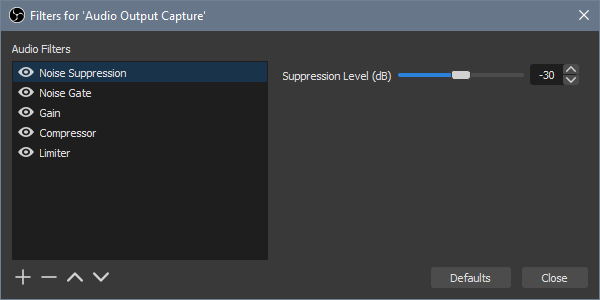 Filters for 'Audio Output Capture'
Audio Filters
Noise Suppression
Noise Gate
Gain
Compressor
Limiter
Suppression Level (dB)
-30
Defaults
Close